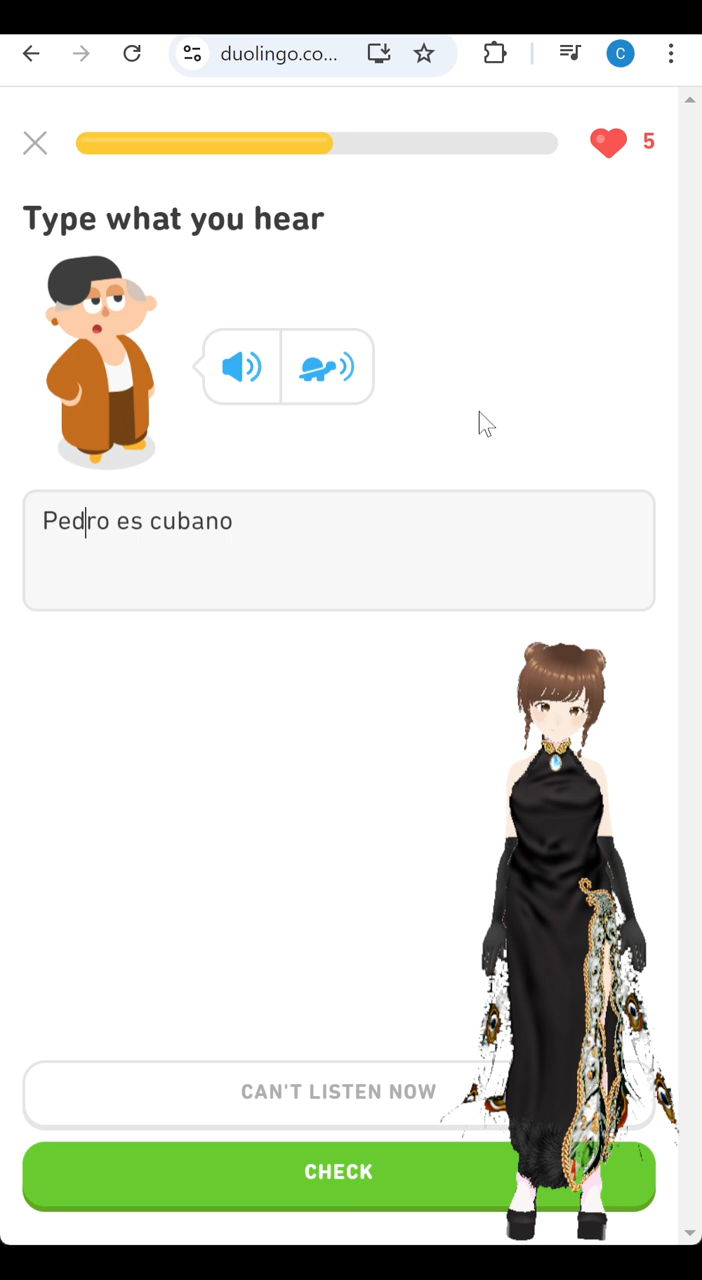 duolingo.co...
C
5
Type what you hear
Pedro es cubano
CAN'T LISTEN NOW
CHECK